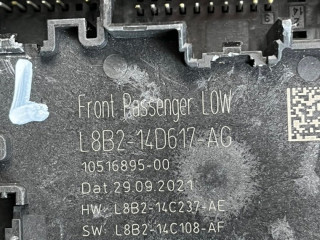 L
Front Passenger LOW
L8B2-14D617-AG
10516895-00
Dat.29.09.2021
HW: L8B2-14C237-AE
SW: L8B2-14C108-AF